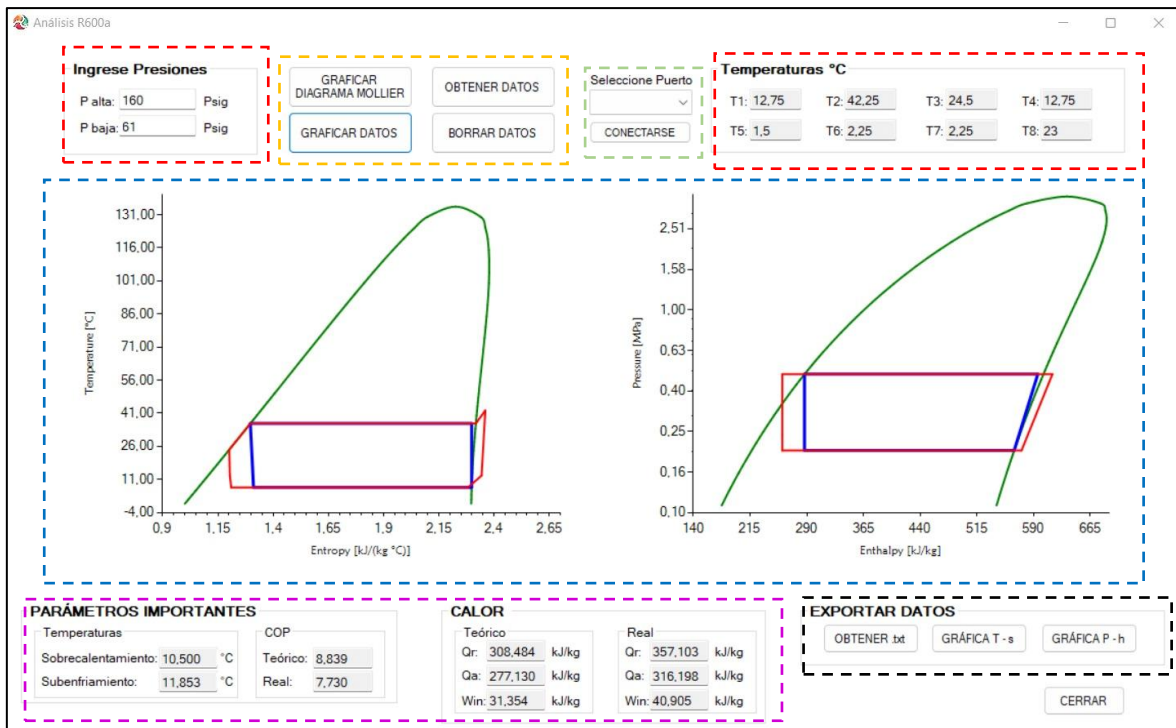 Análisis R600a
Ingrese Presiones
P alta: 160 Psig
P baja: 61 Psig
GRAFICAR DIAGRAMA MOLLIER
OBTENER DATOS
GRAFICAR DATOS
BORRAR DATOS
Seleccione Puerto
CONECTARSE
Temperaturas °C
T1: 12,75 T2: 42,25 T3: 24,5 T4: 12,75
T5: 1,5 T6: 2,25 T7: 2,25 T8: 23
Temperature [°C]
131,00
116,00
101,00
86,00
71,00
56,00
41,00
26,00
11,00
-4,00
0,9 1,15 1,4 1,65 1,9 2,15 2,4 2,65
Entropy [kJ/(kg °C)]
Pressure [MPa]
2,51
1,58
1,00
0,63
0,40
0,25
0,16
0,10
140 215 290 365 440 515 590 665
Enthalpy [kJ/kg]
PARÁMETROS IMPORTANTES
Temperaturas
Sobrecalentamiento: 10,500 °C
Subenfriamiento: 11,853 °C
COP
Teórico: 8,839
Real: 7,730
CALOR
Teórico
Qr: 308,484 kJ/kg
Qa: 277,130 kJ/kg
Win: 31,354 kJ/kg
Real
Qr: 357,103 kJ/kg
Qa: 316,198 kJ/kg
Win: 40,905 kJ/kg
EXPORTAR DATOS
OBTENER .txt
GRÁFICA T - s
GRÁFICA P - h
CERRAR